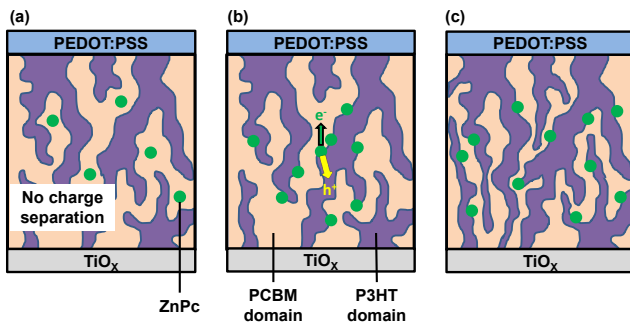 (a)
PEDOT:PSS
No charge
separation
TiOX
ZnPc
(b)
PEDOT:PSS
e-
h+
TiOX
PCBM
domain
P3HT
domain
(c)
PEDOT:PSS
TiOX